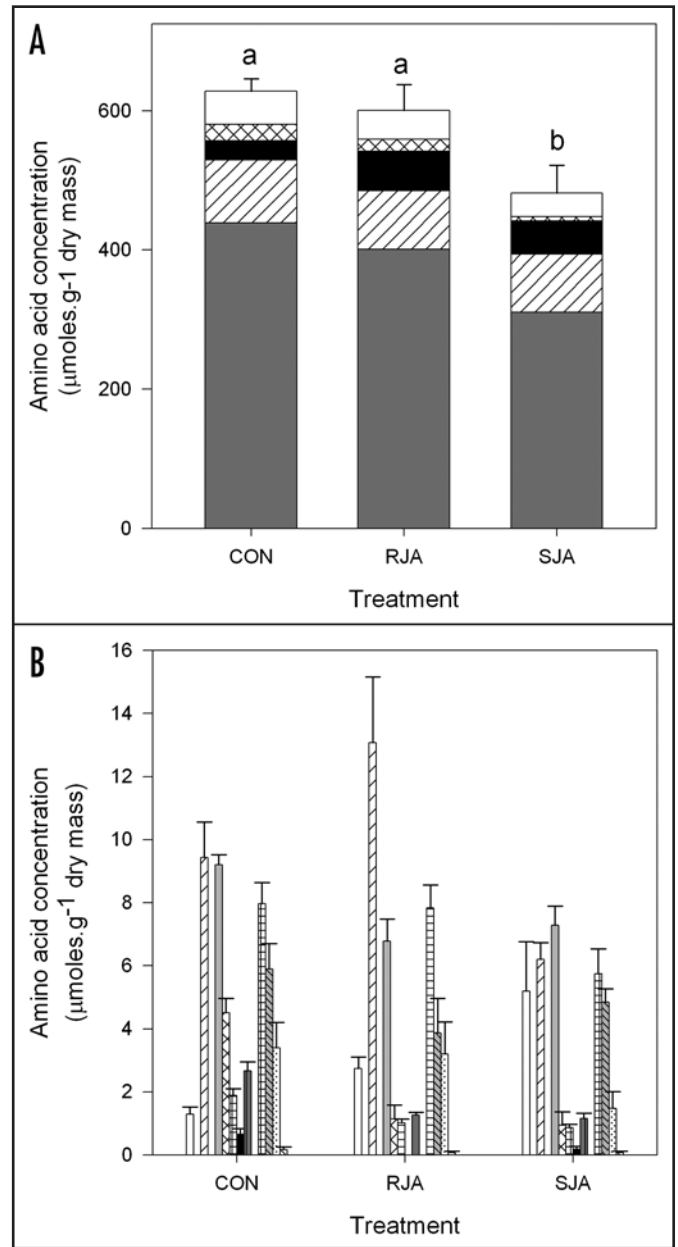 A
a
a
b
Amino acid concentration
(μmoles.g-1 dry mass)
600
400
200
0
CON RJA SJA
Treatment
B
Amino acid concentration
(μmoles.g⁻¹ dry mass)
16
14
12
10
8
6
4
2
0
CON RJA SJA
Treatment